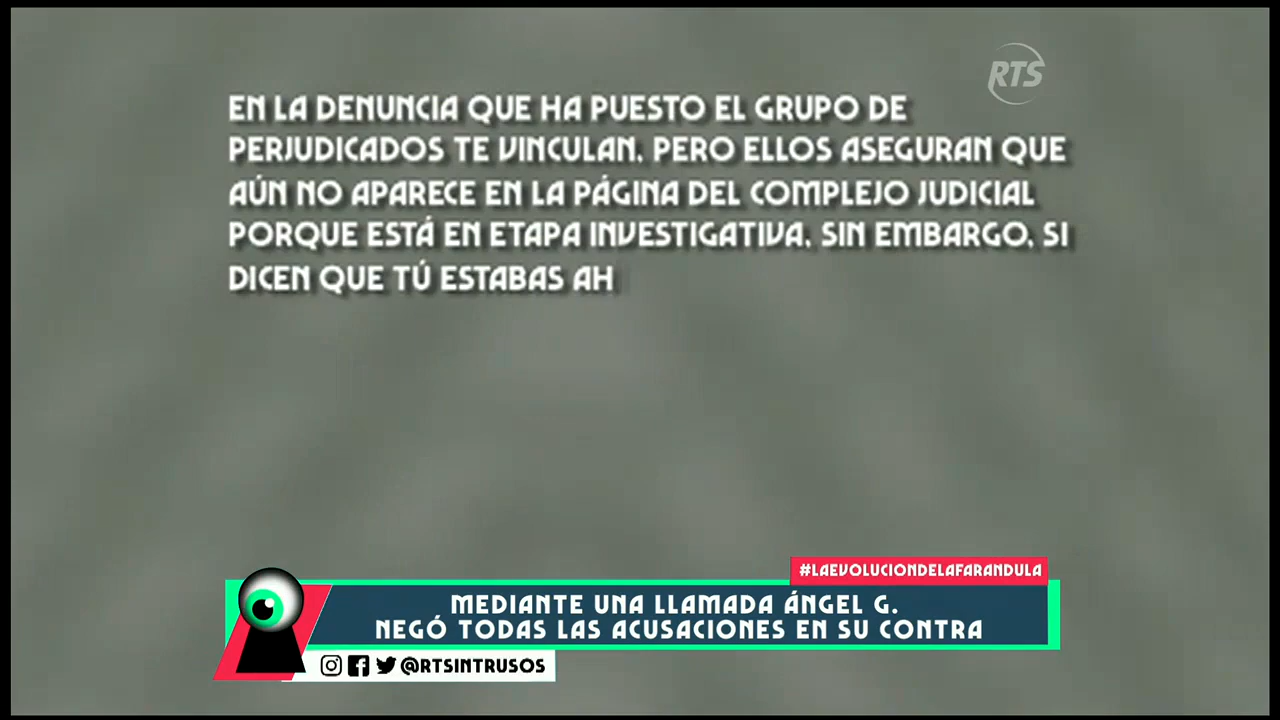 RTS
EN LA DENUNCIA QUE HA PUESTO EL GRUPO DE
PERJUDICADOS TE VINCULAN, PERO ELLOS ASEGURAN QUE
AÚN NO APARECE EN LA PÁGINA DEL COMPLEJO JUDICIAL
PORQUE ESTÁ EN ETAPA INVESTIGATIVA, SIN EMBARGO, SI
DICEN QUE TÚ ESTABAS AH
#LAEVOLUCIONDELAFARANDULA
MEDIANTE UNA LLAMADA ÁNGEL G.
NEGÓ TODAS LAS ACUSACIONES EN SU CONTRA
@RTSINTRUSOS